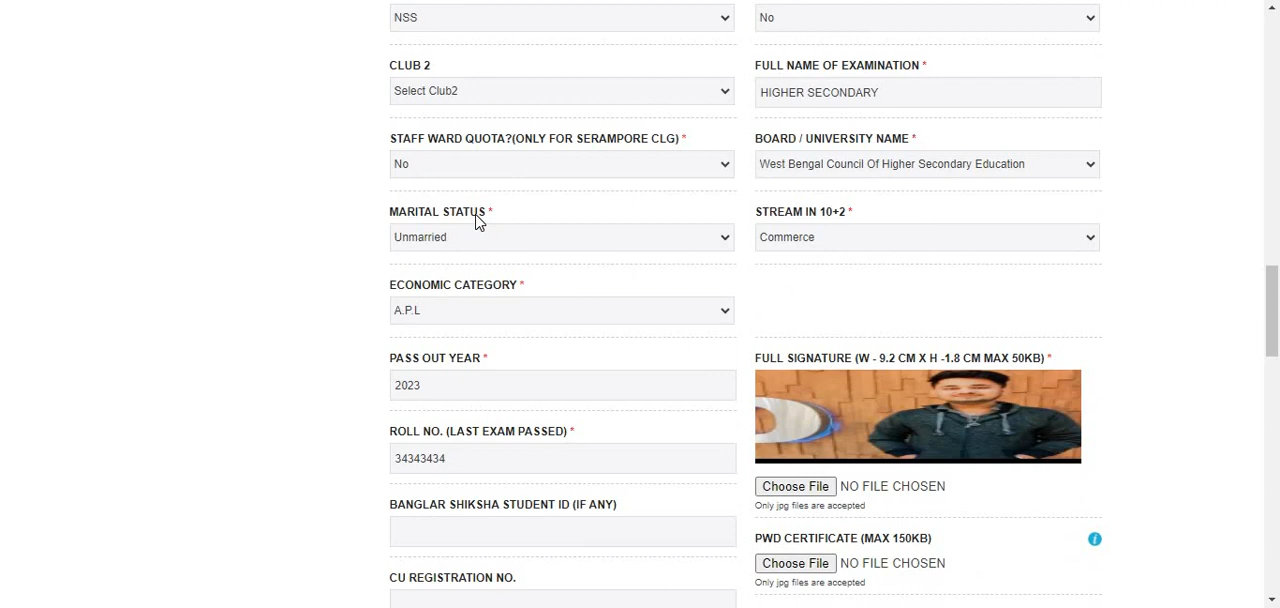 NSS
No
CLUB 2
FULL NAME OF EXAMINATION *
Select Club2
HIGHER SECONDARY
STAFF WARD QUOTA?(ONLY FOR SERAMPORE CLG) *
BOARD / UNIVERSITY NAME *
No
West Bengal Council Of Higher Secondary Education
MARITAL STATUS *
STREAM IN 10+2 *
Unmarried
Commerce
ECONOMIC CATEGORY *
A.P.L
PASS OUT YEAR *
FULL SIGNATURE (W - 9.2 CM X H -1.8 CM MAX 50KB) *
2023
ROLL NO. (LAST EXAM PASSED) *
34343434
Choose File NO FILE CHOSEN
Only jpg files are accepted
BANGLAR SHIKSHA STUDENT ID (IF ANY)
PWD CERTIFICATE (MAX 150KB)
i
Choose File NO FILE CHOSEN
Only jpg files are accepted
CU REGISTRATION NO.